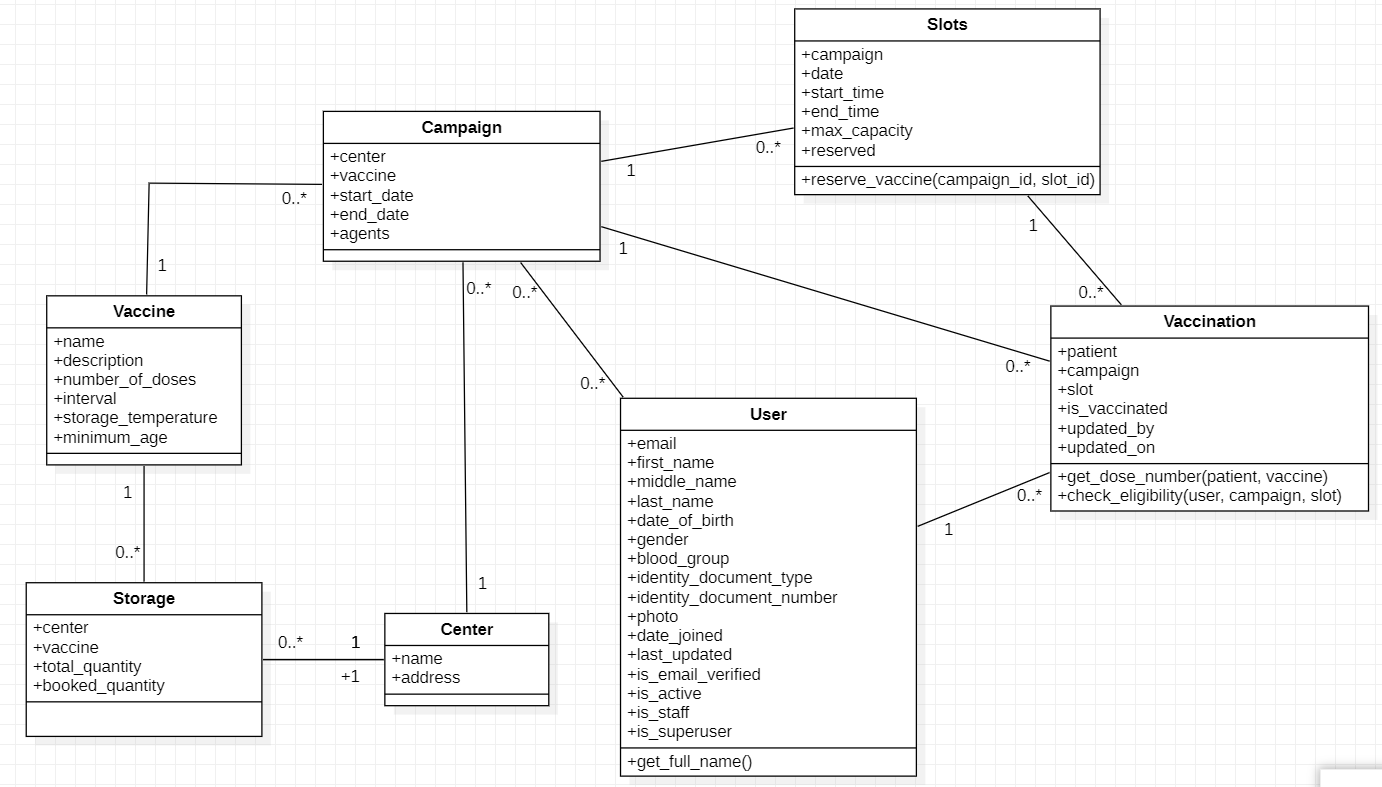 Slots
+campaign
+date
+start_time
+end_time
+max_capacity
+reserved
+reserve_vaccine(campaign_id, slot_id)
Campaign
+center
+vaccine
+start_date
+end_date
+agents
0..*
1
0..*
1
1
0..*
0..*
1
1
0..*
0..*
0..*
Vaccine
+name
+description
+number_of_doses
+interval
+storage_temperature
+minimum_age
Vaccination
+patient
+campaign
+slot
+is_vaccinated
+updated_by
+updated_on
+get_dose_number(patient, vaccine)
+check_eligibility(user, campaign, slot)
User
+email
+first_name
+middle_name
+last_name
+date_of_birth
+gender
+blood_group
+identity_document_type
+identity_document_number
+photo
+date_joined
+last_updated
+is_email_verified
+is_active
+is_staff
+is_superuser
+get_full_name()
1
0..*
0..*
1
1
Storage
+center
+vaccine
+total_quantity
+booked_quantity
0..*
1
+1
Center
+name
+address